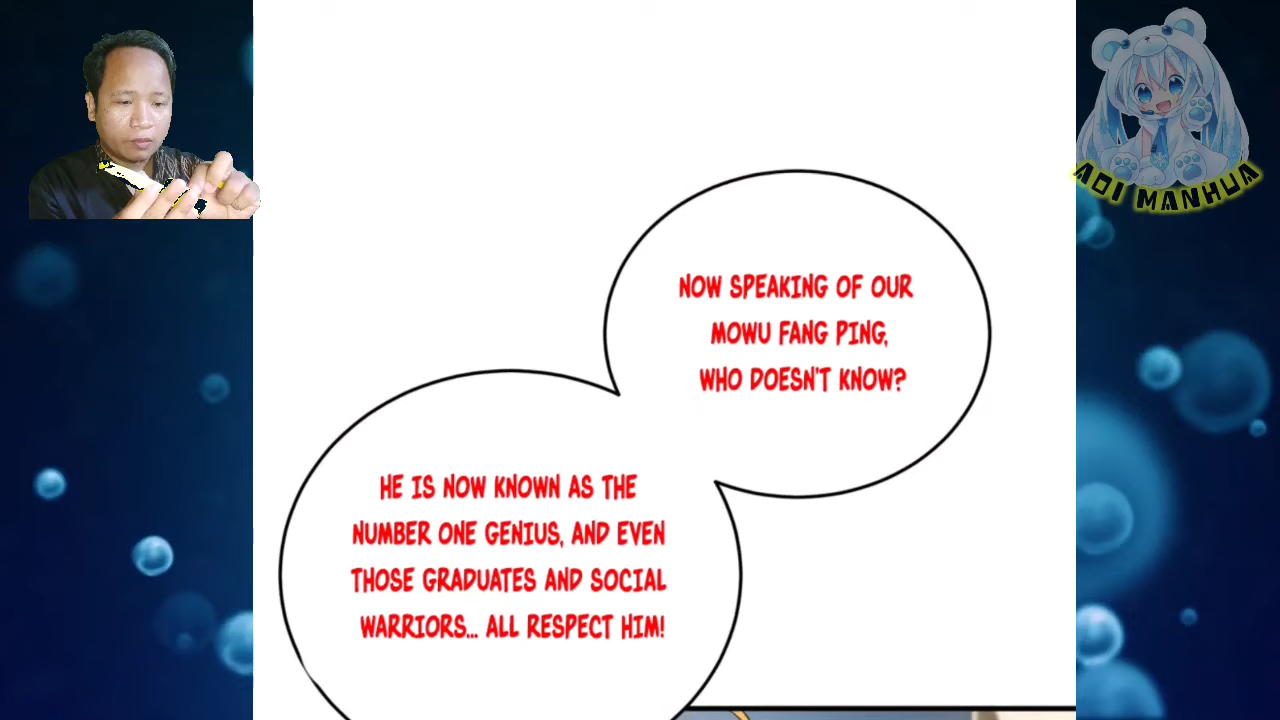 AOI MANHUA
NOW SPEAKING OF OUR
MOWU FANG PING,
WHO DOESN'T KNOW?
HE IS NOW KNOWN AS THE
NUMBER ONE GENIUS, AND EVEN
THOSE GRADUATES AND SOCIAL
WARRIORS... ALL RESPECT HIM!